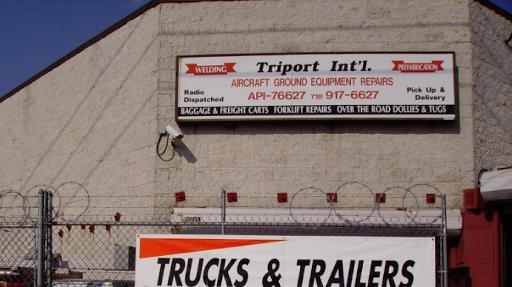 WELDING
Triport Int'l.
PREFABRICATION
AIRCRAFT GROUND EQUIPMENT REPAIRS
Radio Dispatched
API-76627 718 917-6627
Pick Up & Delivery
BAGGAGE & FREIGHT CARTS FORKLIFT REPAIRS OVER THE ROAD DOLLIES & TUGS
TRUCKS & TRAILERS